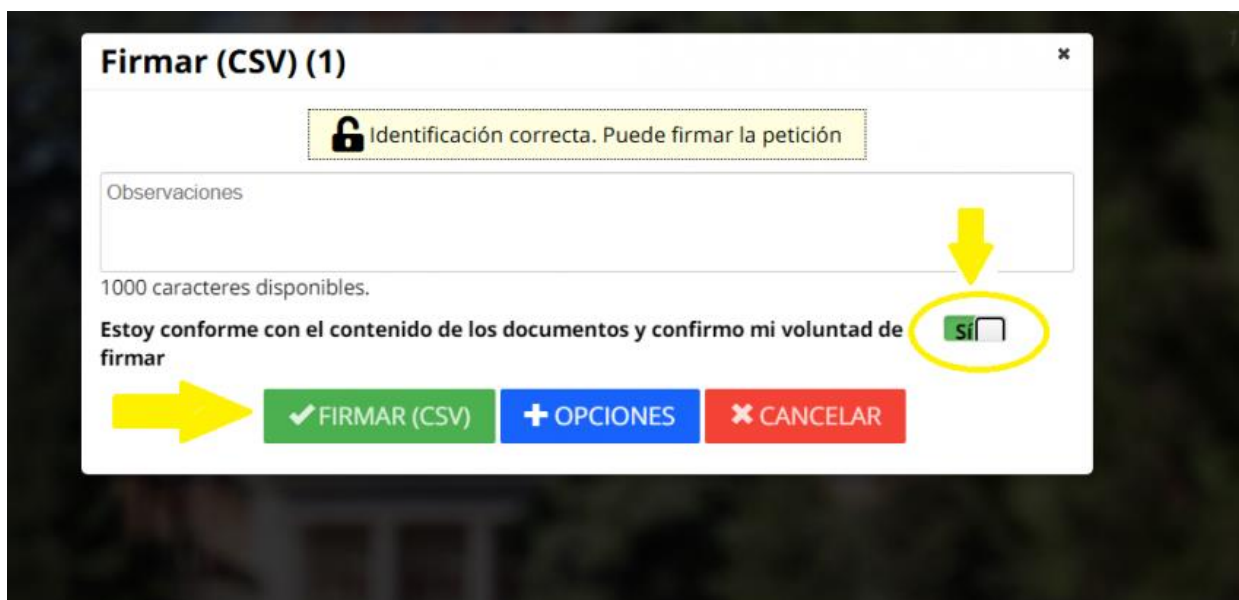 Firmar (CSV) (1)
Identificación correcta. Puede firmar la petición
Observaciones
1000 caracteres disponibles.
Estoy conforme con el contenido de los documentos y confirmo mi voluntad de
firmar
Sí
FIRMAR (CSV)
OPCIONES
CANCELAR